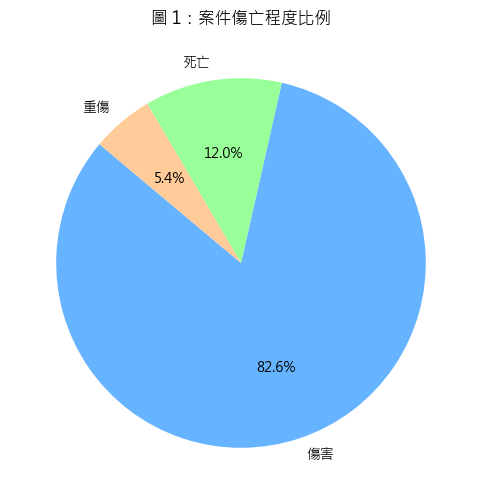 圖 1：案件傷亡程度比例
死亡
重傷
12.0%
5.4%
82.6%
傷害